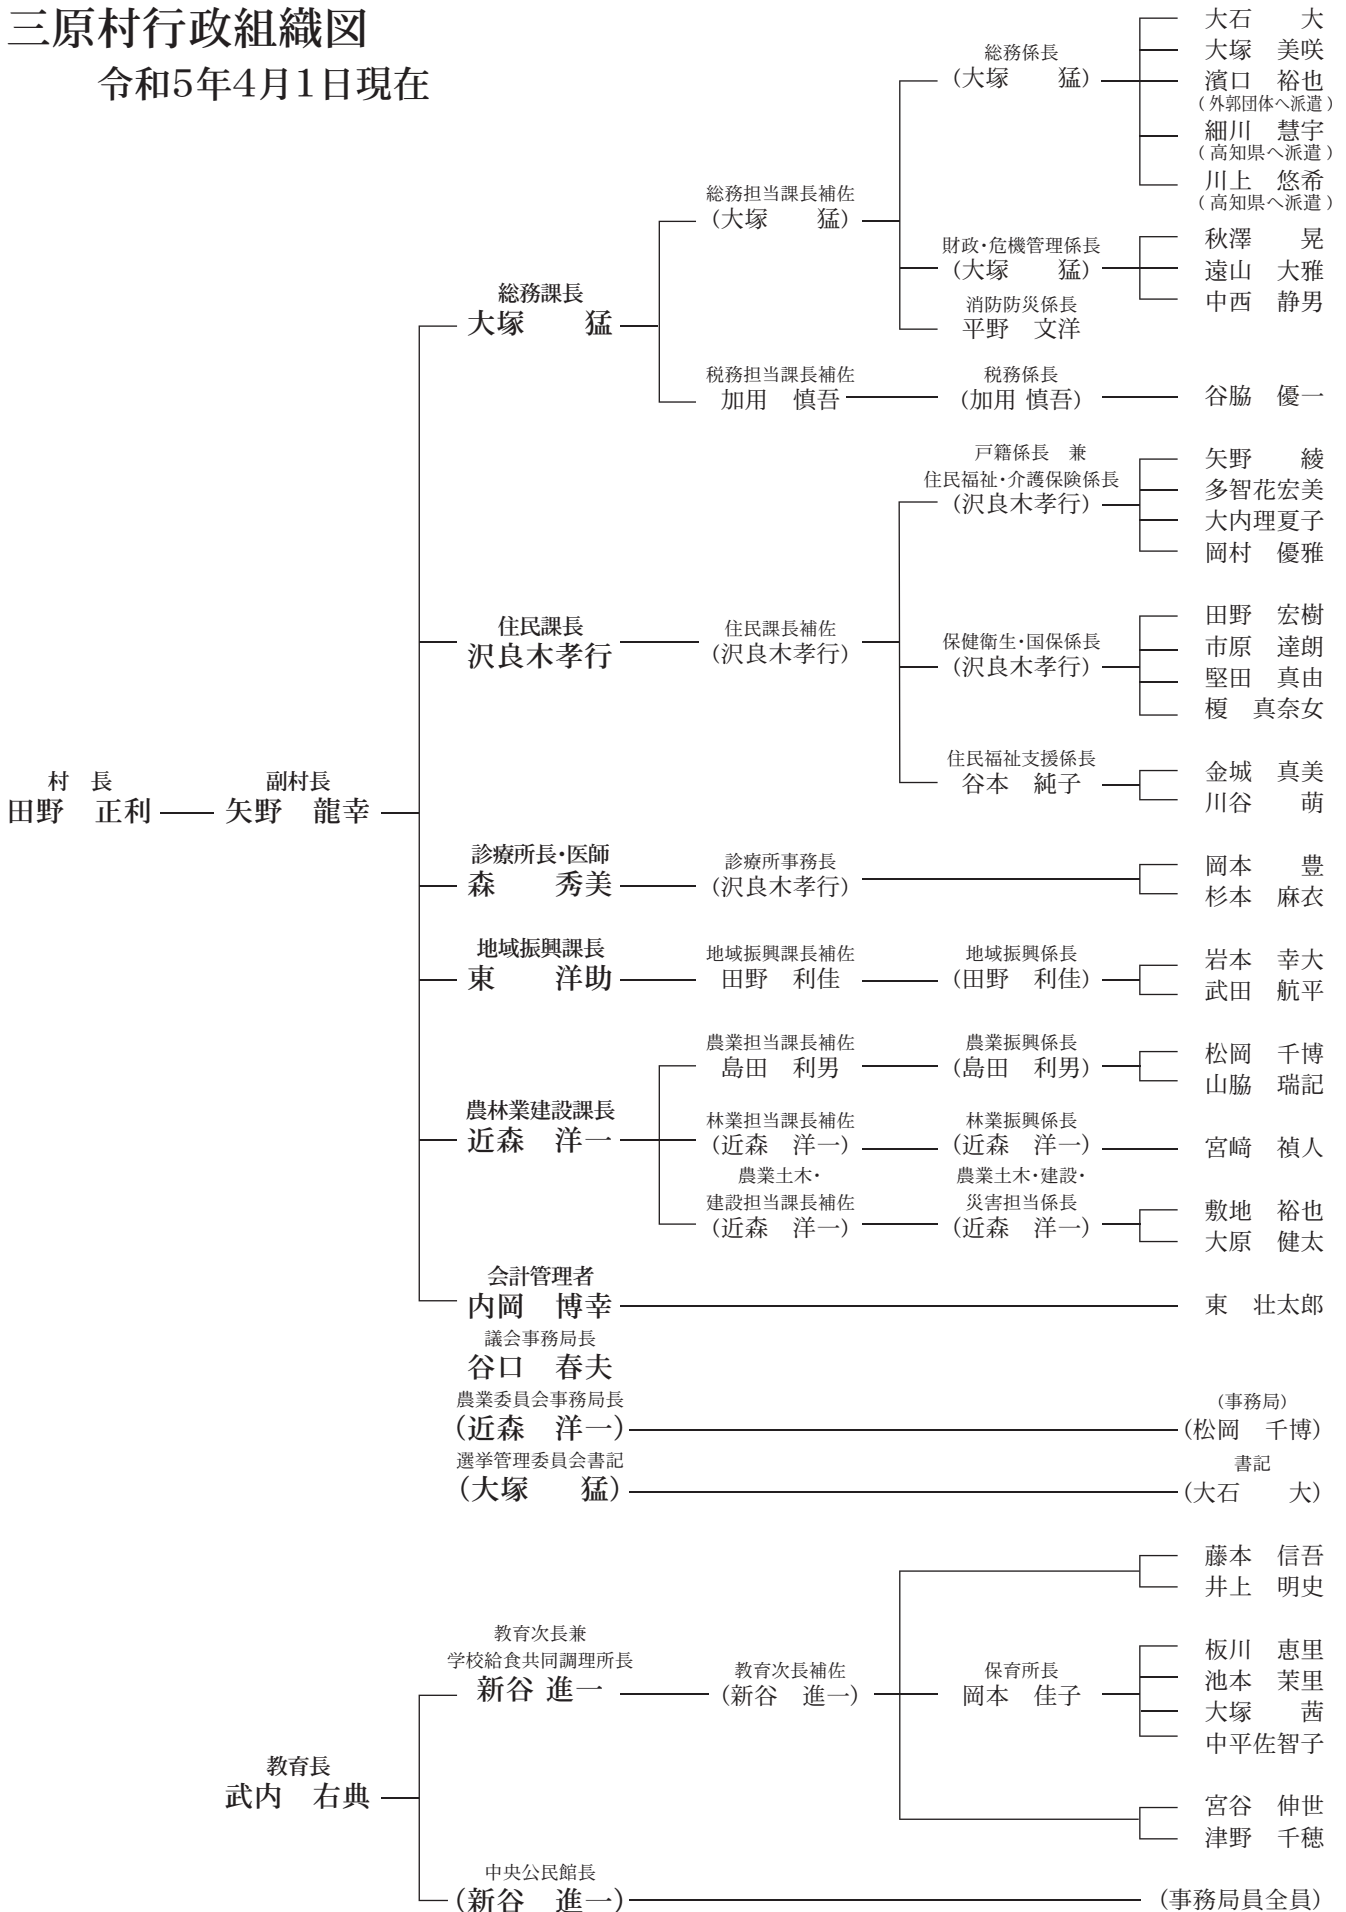 三原村行政組織図
令和5年4月1日現在
村　長
田野　正利
副村長
矢野　龍幸
総務課長
大塚　　猛
総務担当課長補佐
(大塚　　猛)
総務係長
(大塚　　猛)
大石　　大
大塚　美咲
濱口　裕也
(外郭団体へ派遣)
細川　慧宇
(高知県へ派遣)
川上　悠希
(高知県へ派遣)
財政・危機管理係長
(大塚　　猛)
秋澤　　晃
遠山　大雅
中西　静男
消防防災係長
平野　文洋
税務担当課長補佐
加用　慎吾
税務係長
(加用 慎吾)
谷脇　優一
住民課長
沢良木孝行
住民課長補佐
(沢良木孝行)
戸籍係長　兼
住民福祉・介護保険係長
(沢良木孝行)
矢野　　綾
多智花宏美
大内理夏子
岡村　優雅
保健衛生・国保係長
(沢良木孝行)
田野　宏樹
市原　達朗
堅田　真由
榎　真奈女
住民福祉支援係長
谷本　純子
金城　真美
川谷　　萌
診療所長・医師
森　　秀美
診療所事務長
(沢良木孝行)
岡本　　豊
杉本　麻衣
地域振興課長
東　　洋助
地域振興課長補佐
田野　利佳
地域振興係長
(田野　利佳)
岩本　幸大
武田　航平
農林業建設課長
近森　洋一
農業担当課長補佐
島田　利男
農業振興係長
(島田　利男)
松岡　千博
山脇　瑞記
林業担当課長補佐
(近森　洋一)
林業振興係長
(近森　洋一)
宮﨑　禎人
農業土木・
建設担当課長補佐
(近森　洋一)
農業土木・建設・
災害担当係長
(近森　洋一)
敷地　裕也
大原　健太
会計管理者
内岡　博幸
東　壮太郎
議会事務局長
谷口　春夫
農業委員会事務局長
(近森　洋一)
(事務局)
(松岡　千博)
選挙管理委員会書記
(大塚　　猛)
書記
(大石　　大)
教育長
武内　右典
教育次長兼
学校給食共同調理所長
新谷 進一
教育次長補佐
(新谷　進一)
藤本　信吾
井上　明史
保育所長
岡本　佳子
板川　恵里
池本　茉里
大塚　　茜
中平佐智子
宮谷　伸世
津野　千穂
中央公民館長
(新谷　進一)
(事務局員全員)